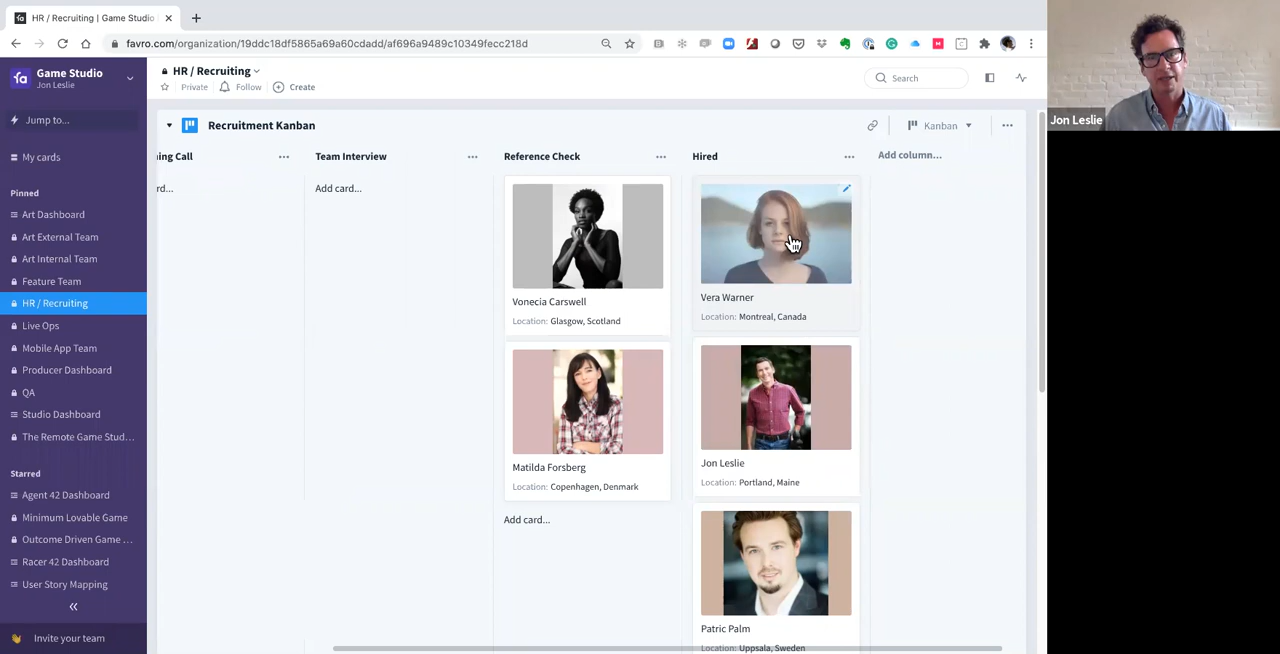 HR / Recruiting | Game Studio
favro.com/organization/19ddc18df5865a69a60cdadd/af696a9489c10349fecc218d
Game Studio
Jon Leslie
Jump to...
My cards
Pinned
Art Dashboard
Art External Team
Art Internal Team
Feature Team
HR / Recruiting
Live Ops
Mobile App Team
Producer Dashboard
QA
Studio Dashboard
The Remote Game Stud...
Starred
Agent 42 Dashboard
Minimum Lovable Game
Outcome Driven Game ...
Racer 42 Dashboard
User Story Mapping
Invite your team
HR / Recruiting
Private
Follow
Create
Search
Recruitment Kanban
Kanban
ing Call
rd...
Team Interview
Add card...
Reference Check
Vonecia Carswell
Location: Glasgow, Scotland
Matilda Forsberg
Location: Copenhagen, Denmark
Add card...
Hired
Vera Warner
Location: Montreal, Canada
Jon Leslie
Location: Portland, Maine
Patric Palm
Location: Uppsala, Sweden
Add column...
Jon Leslie